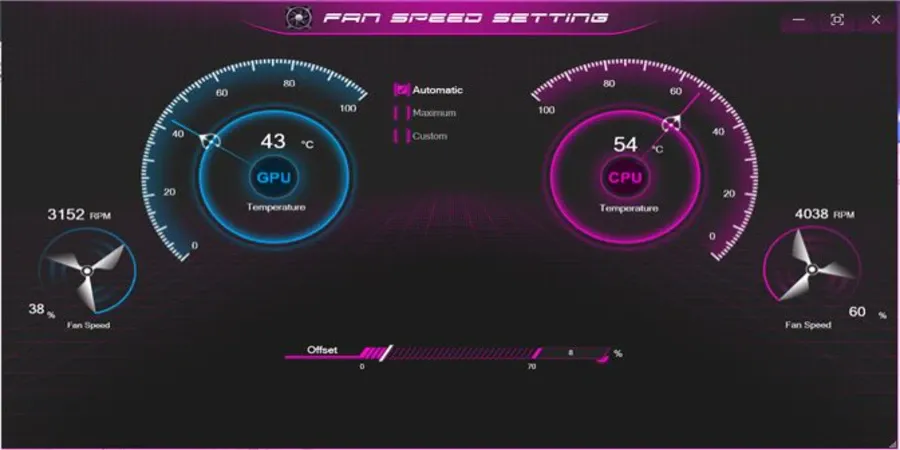 FAN SPEED SETTING
80
60
40
20
0
100
43 °C
GPU
Temperature
Automatic
Maximum
Custom
80
60
40
20
0
100
54 °C
CPU
Temperature
3152 RPM
38 %
Fan Speed
4038 RPM
60 %
Fan Speed
Offset
8 %
0
70